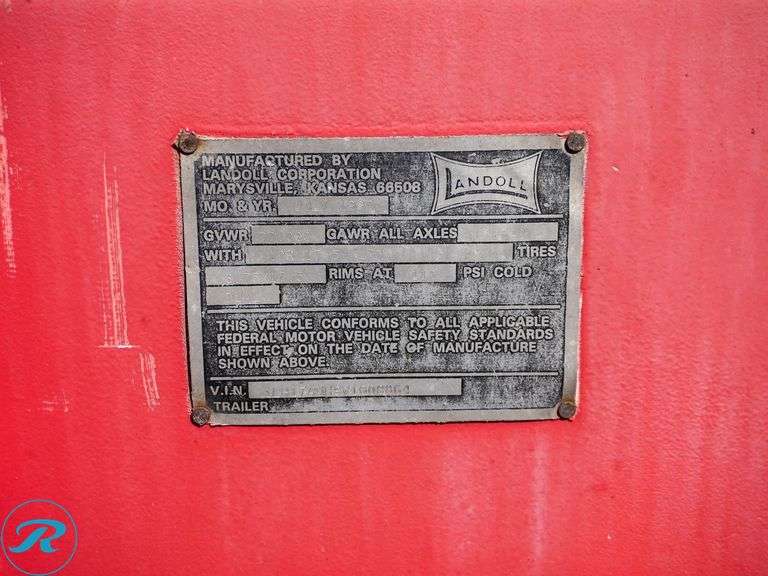 MANUFACTURED BY
LANDOLL CORPORATION
MARYSVILLE, KANSAS 66508
LANDOLL
MO. & YR.
GVWR GAWR ALL AXLES
WITH TIRES
RIMS AT PSI COLD
THIS VEHICLE CONFORMS TO ALL APPLICABLE
FEDERAL MOTOR VEHICLE SAFETY STANDARDS
IN EFFECT ON THE DATE OF MANUFACTURE
SHOWN ABOVE.
V.I.N.
TRAILER
R